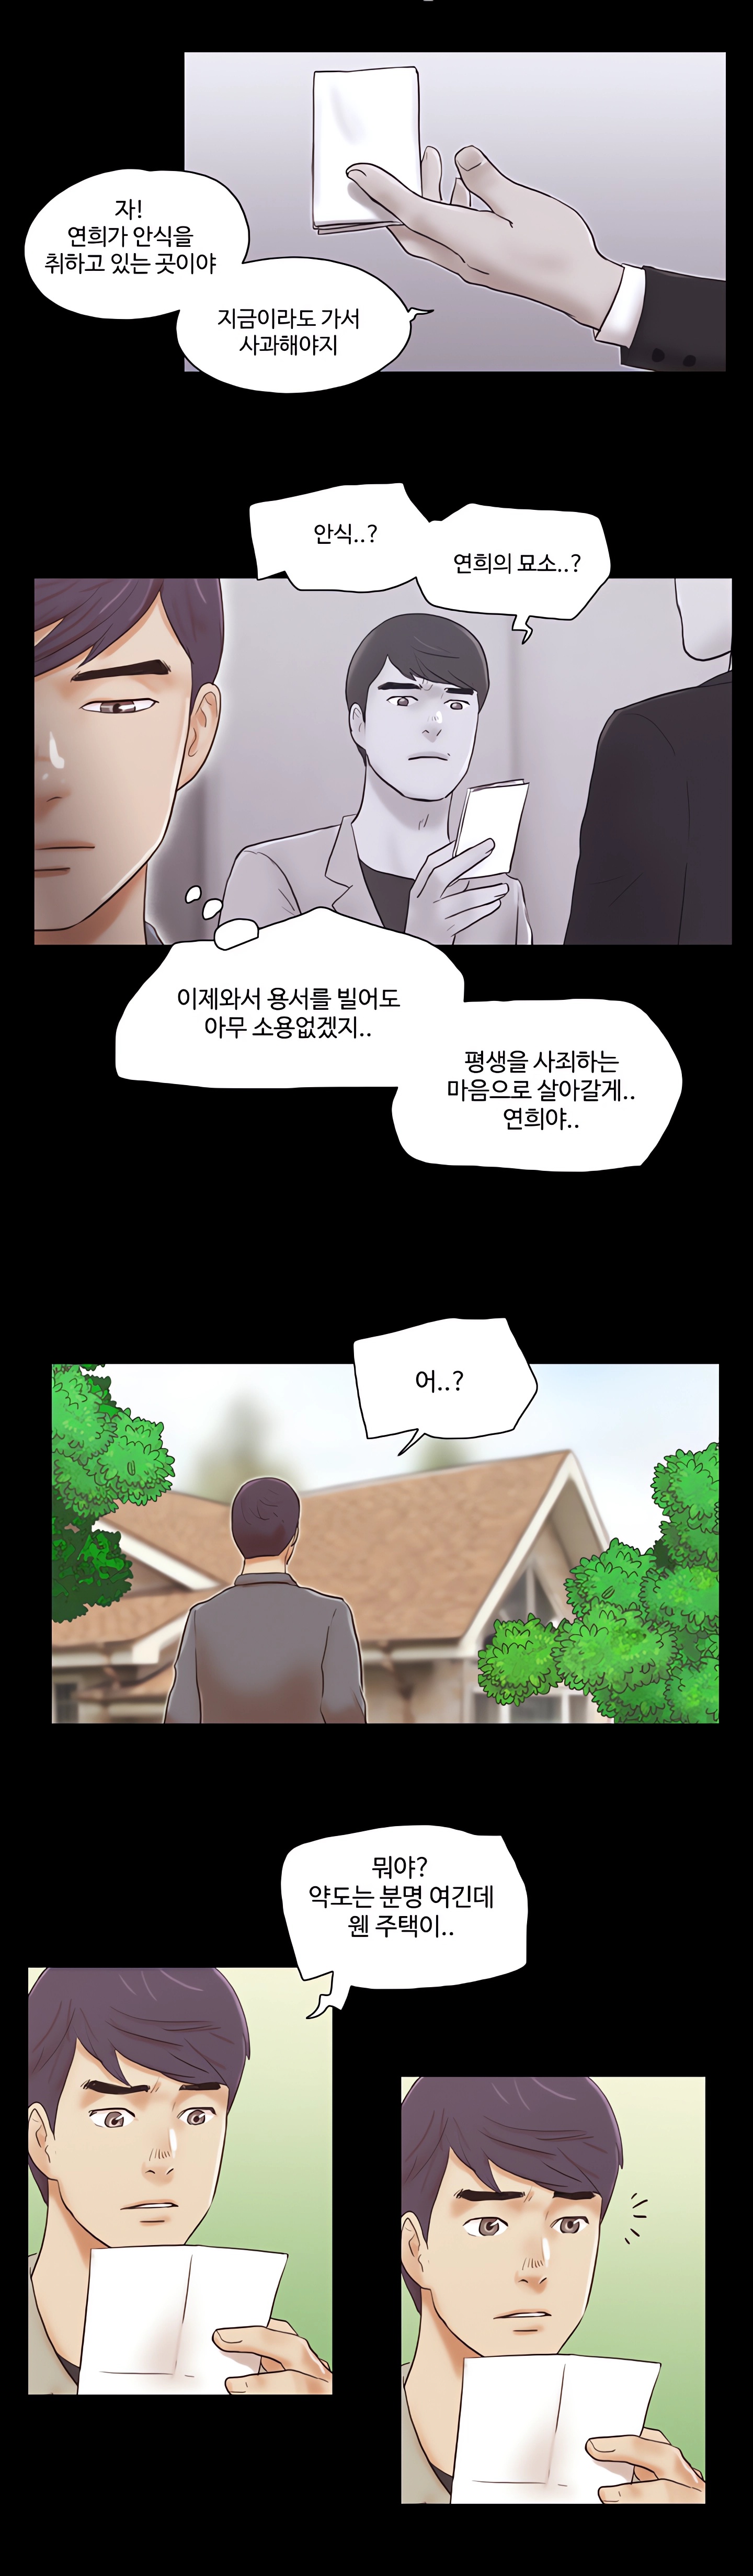 자!
연희가 안식을
취하고 있는 곳이야
지금이라도 가서
사과해야지
안식..?
연희의 묘소..?
이제와서 용서를 빌어도
아무 소용없겠지..
평생을 사죄하는
마음으로 살아갈게..
연희야..
어..?
뭐야?
약도는 분명 여긴데
웬 주택이..